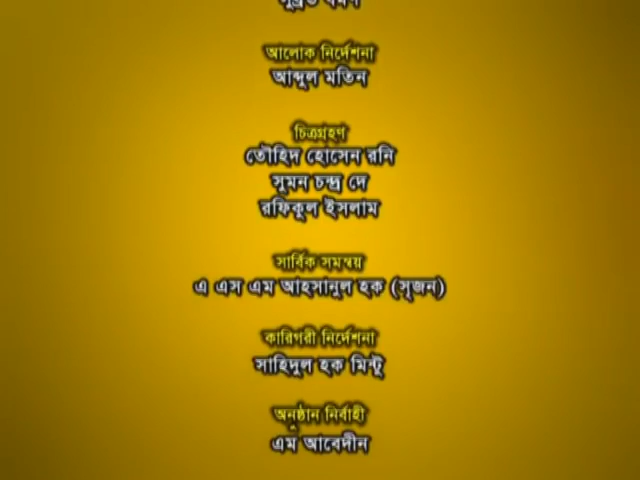 আলোক নির্দেশনা
আব্দুল মতিন
চিত্রগ্রহণ
তৌহিদ হোসেন রনি
সুমন চন্দ্র দে
রফিকুল ইসলাম
সার্বিক সমন্বয়
এ এস এম আহসানুল হক (সৃজন)
কারিগরী নির্দেশনা
সাহিদুল হক মিন্টু
অনুষ্ঠান নির্বাহী
এম আবেদীন